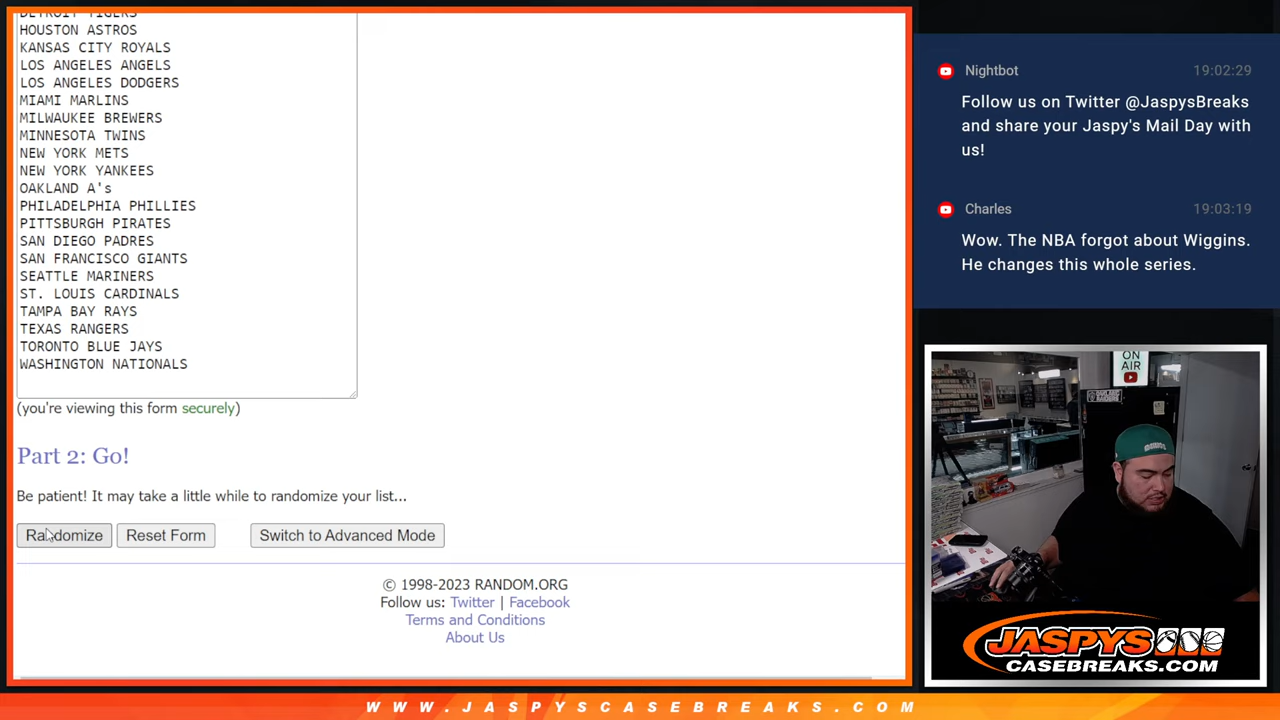 DETROIT TIGERS
HOUSTON ASTROS
KANSAS CITY ROYALS
LOS ANGELES ANGELS
LOS ANGELES DODGERS
MIAMI MARLINS
MILWAUKEE BREWERS
MINNESOTA TWINS
NEW YORK METS
NEW YORK YANKEES
OAKLAND A's
PHILADELPHIA PHILLIES
PITTSBURGH PIRATES
SAN DIEGO PADRES
SAN FRANCISCO GIANTS
SEATTLE MARINERS
ST. LOUIS CARDINALS
TAMPA BAY RAYS
TEXAS RANGERS
TORONTO BLUE JAYS
WASHINGTON NATIONALS
(you're viewing this form securely)
Part 2: Go!
Be patient! It may take a little while to randomize your list...
Randomize Reset Form Switch to Advanced Mode
© 1998-2023 RANDOM.ORG
Follow us: Twitter | Facebook
Terms and Conditions
About Us
Nightbot 19:02:29
Follow us on Twitter @JaspysBreaks
and share your Jaspy's Mail Day with
us!
Charles 19:03:19
Wow. The NBA forgot about Wiggins.
He changes this whole series.
ON
AIR
JASPYS
CASEBREAKS.COM
WWW.JASPYSCASEBREAKS.COM